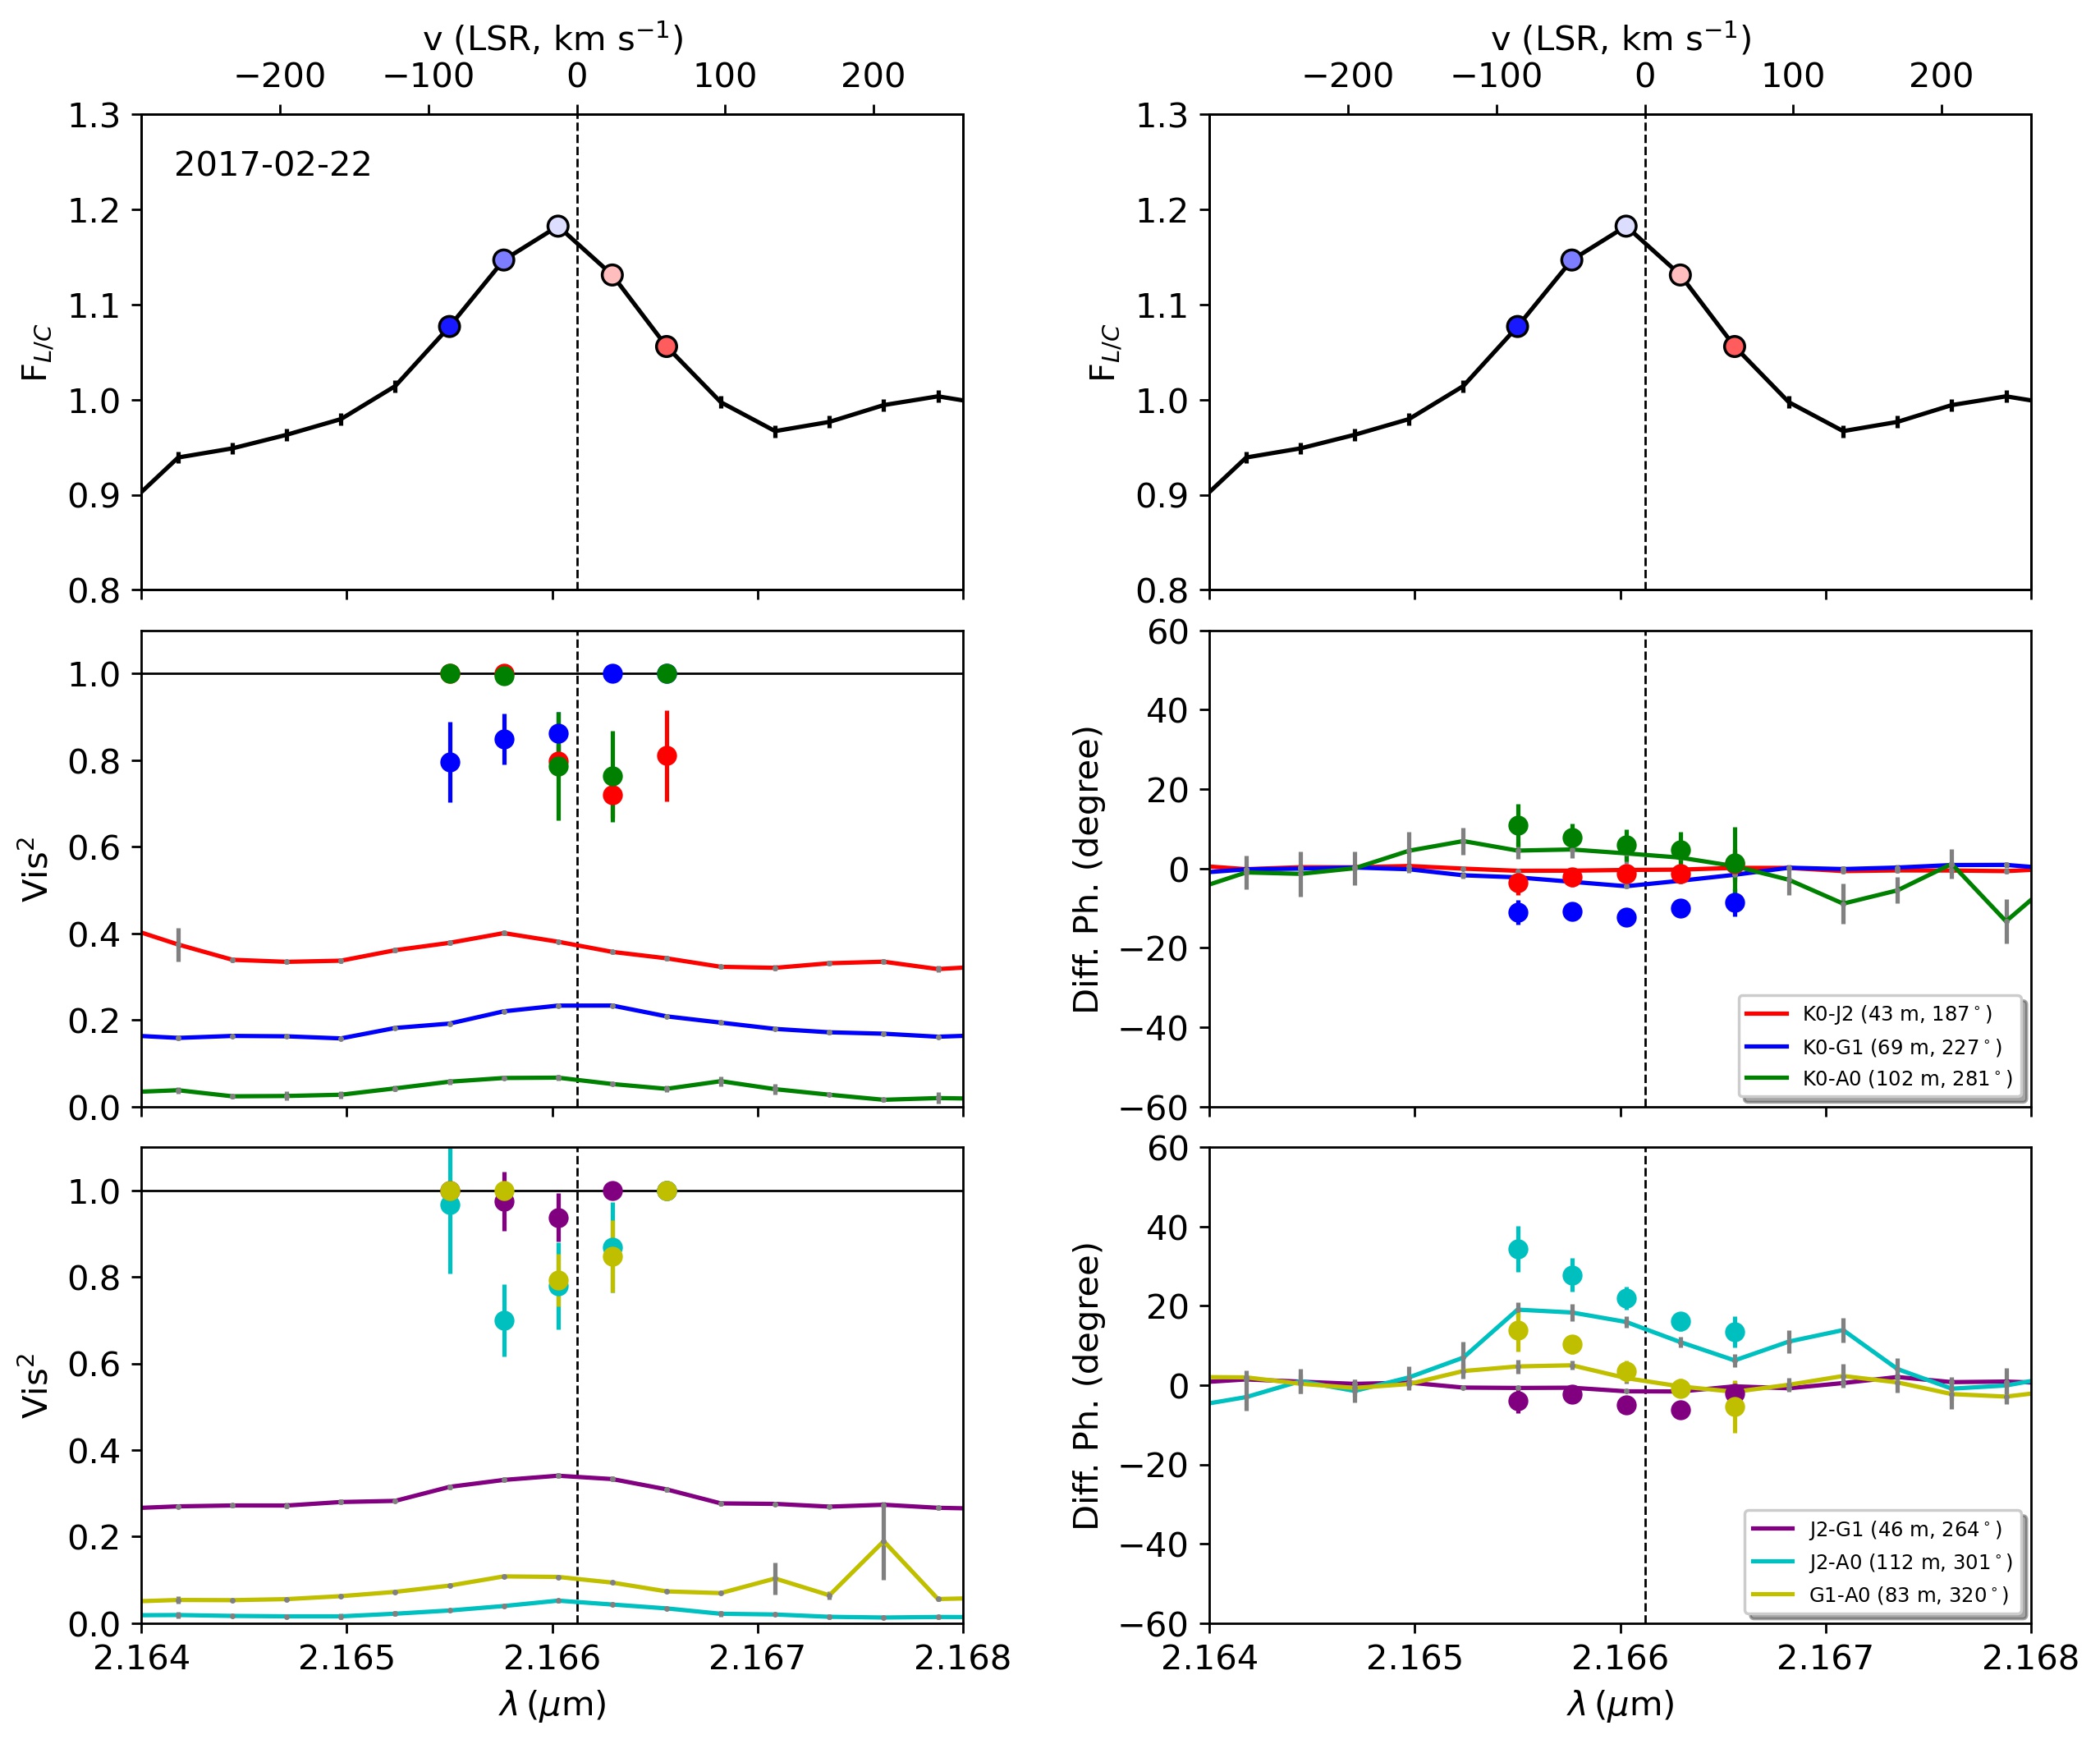 v (LSR, km s⁻¹) v (LSR, km s⁻¹)
−200 −100 0 100 200 −200 −100 0 100 200
1.3 1.3
2017-02-22
1.2 1.2
1.1 1.1
F_{L/C} F_{L/C}
1.0 1.0
0.9 0.9
0.8 0.8
60
1.0
40
0.8
20
0.6
Vis² Diff. Ph. (degree)
0
0.4
−20
0.2
−40
0.0 −60
K0-J2 (43 m, 187°)
K0-G1 (69 m, 227°)
K0-A0 (102 m, 281°)
60
1.0
40
0.8
20
0.6
Vis² Diff. Ph. (degree)
0
0.4
−20
0.2
−40
0.0 −60
J2-G1 (46 m, 264°)
J2-A0 (112 m, 301°)
G1-A0 (83 m, 320°)
2.164 2.165 2.166 2.167 2.168 2.164 2.165 2.166 2.167 2.168
λ (μm) λ (μm)